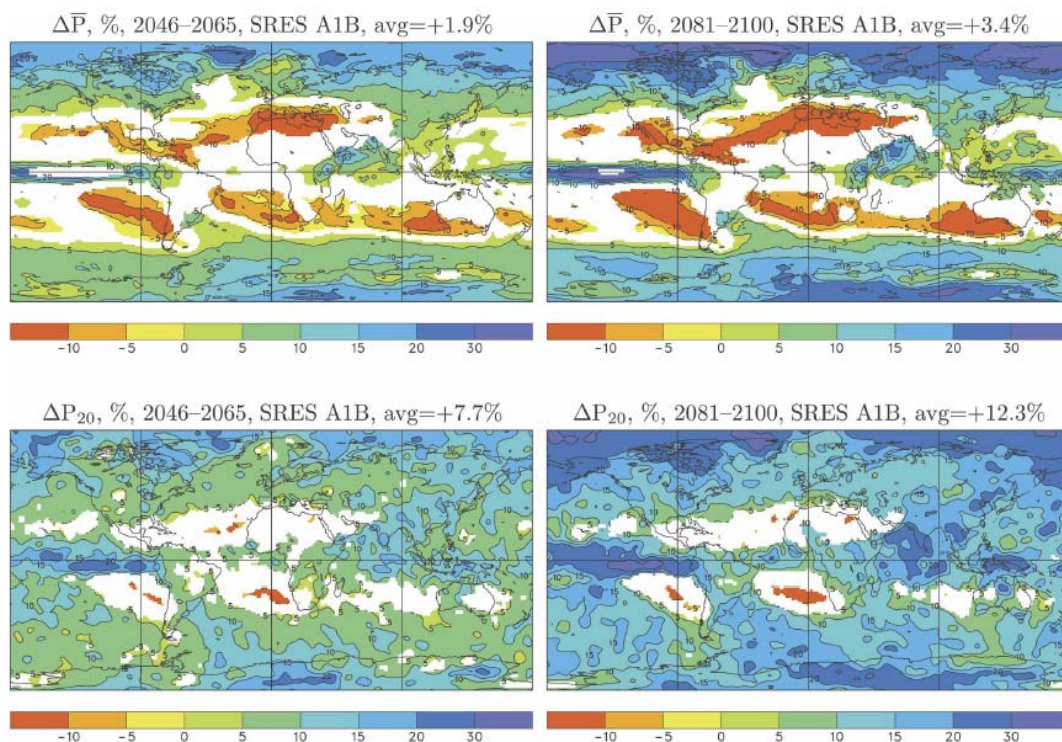 ΔP̅, %, 2046–2065, SRES A1B, avg=+1.9%
ΔP̅, %, 2081–2100, SRES A1B, avg=+3.4%
-10 -5 0 5 10 15 20 30
-10 -5 0 5 10 15 20 30
ΔP₂₀, %, 2046–2065, SRES A1B, avg=+7.7%
ΔP₂₀, %, 2081–2100, SRES A1B, avg=+12.3%
-10 -5 0 5 10 15 20 30
-10 -5 0 5 10 15 20 30